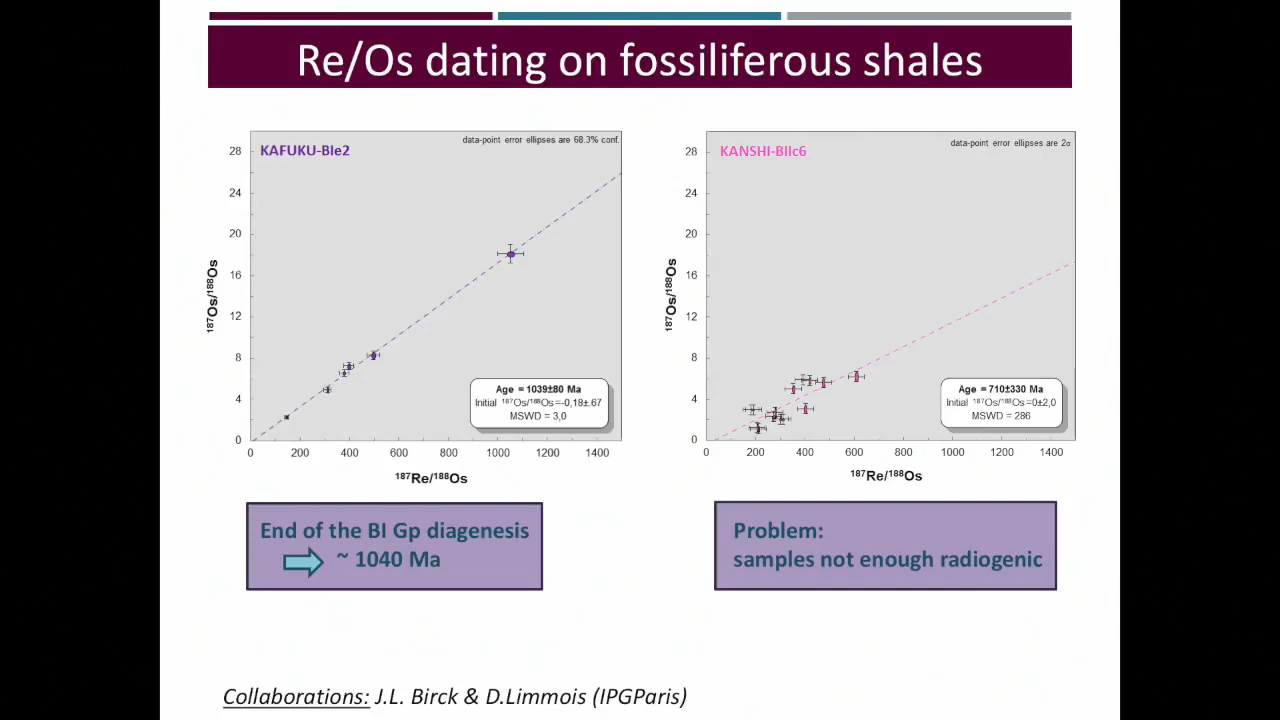 Re/Os dating on fossiliferous shales
KAFUKU-BIe2
data-point error ellipses are 68.3% conf.
28
24
20
16
12
8
4
0
187Os/188Os
Age = 1039±80 Ma
Initial 187Os/188Os=-0,18±.67
MSWD = 3,0
0 200 400 600 800 1000 1200 1400
187Re/188Os
KANSHI-BIIc6
data-point error ellipses are 2σ
28
24
20
16
12
8
4
0
187Os/188Os
Age = 710±330 Ma
Initial 187Os/188Os=0±2,0
MSWD = 286
0 200 400 600 800 1000 1200 1400
187Re/188Os
End of the BI Gp diagenesis
~ 1040 Ma
Problem:
samples not enough radiogenic
Collaborations: J.L. Birck & D.Limmois (IPGParis)